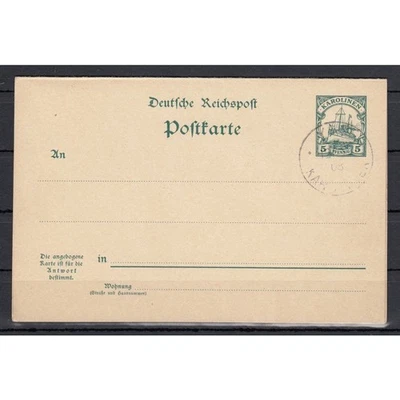 Deutsche Reichspost
Postkarte
KAROLINEN
5 PFENNIG 5
An
Die angebogene
Karte ist für die
Antwort
bestimmt.
in
Wohnung
(Straße und Hausnummer)